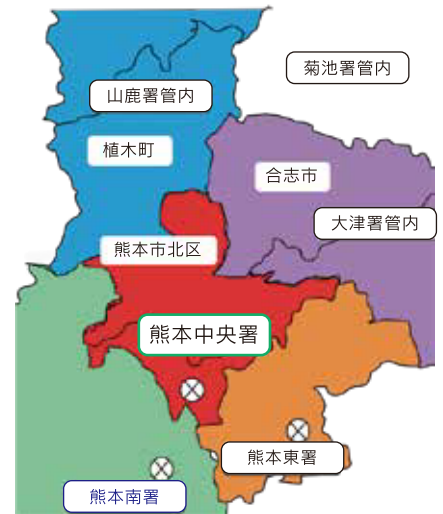 菊池署管内
山鹿署管内
植木町
合志市
大津署管内
熊本市北区
熊本中央署
熊本東署
熊本南署